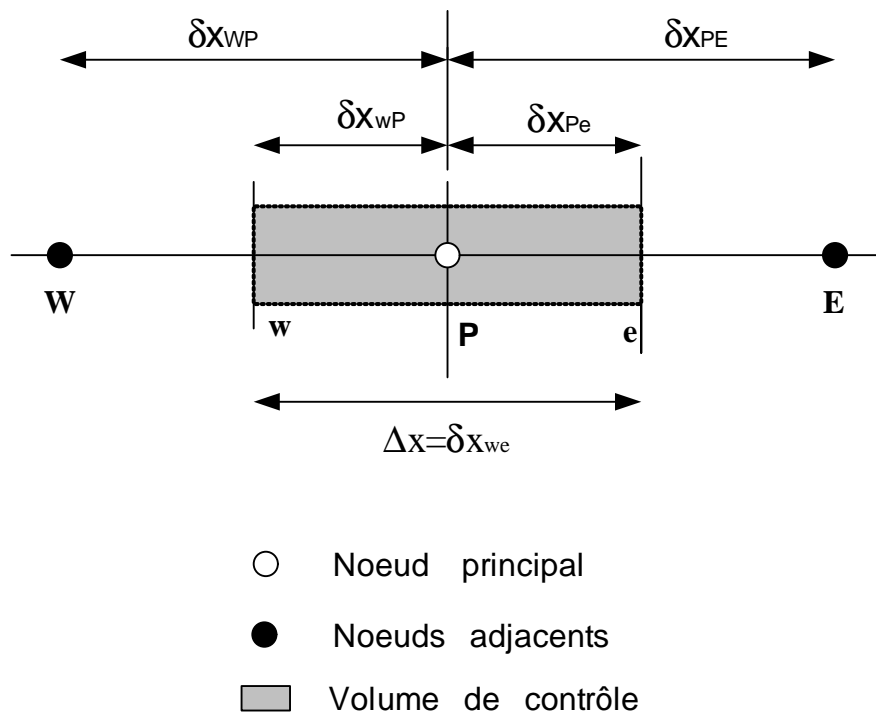 δxWP δxPE
δxwP δxPe
W w P e E
Δx=δxwe
Noeud principal
Noeuds adjacents
Volume de contrôle